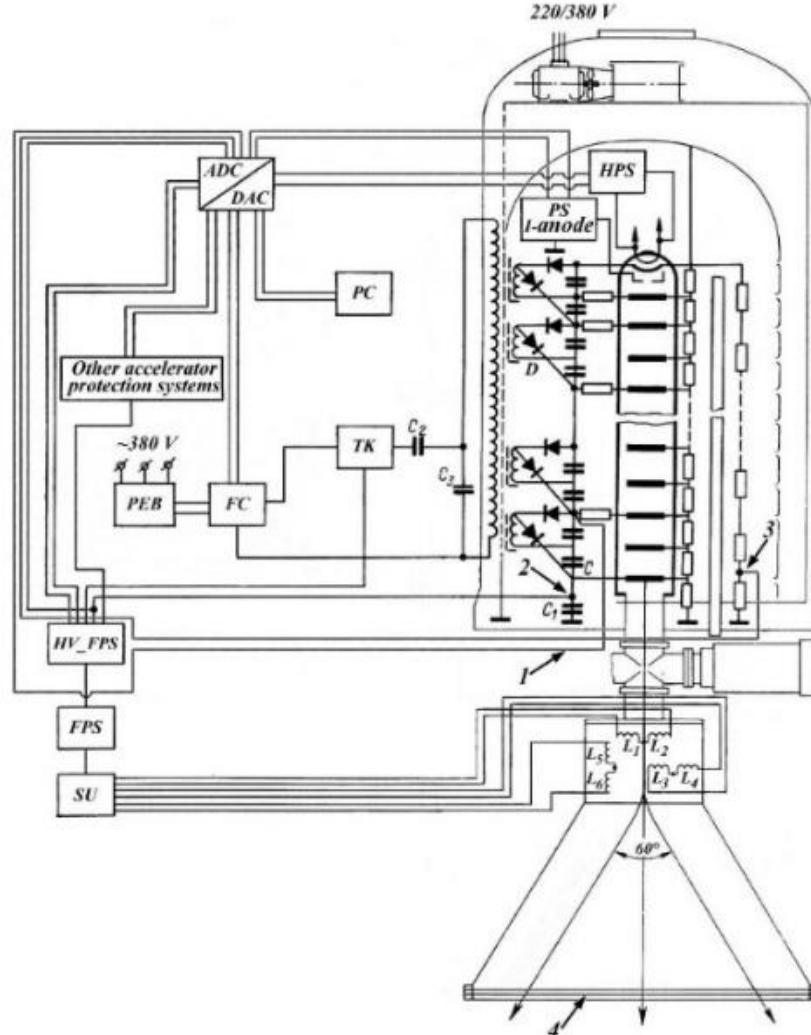 220/380 V
ADC
DAC
HPS
PS
1-anode
PC
Other accelerator
protection systems
D
~380 V
PEB
FC
TK
C2
C3
2
3
C
C1
HV_FPS
1
FPS
SU
L1 L2
L5
L6
L3 L4
60°
4